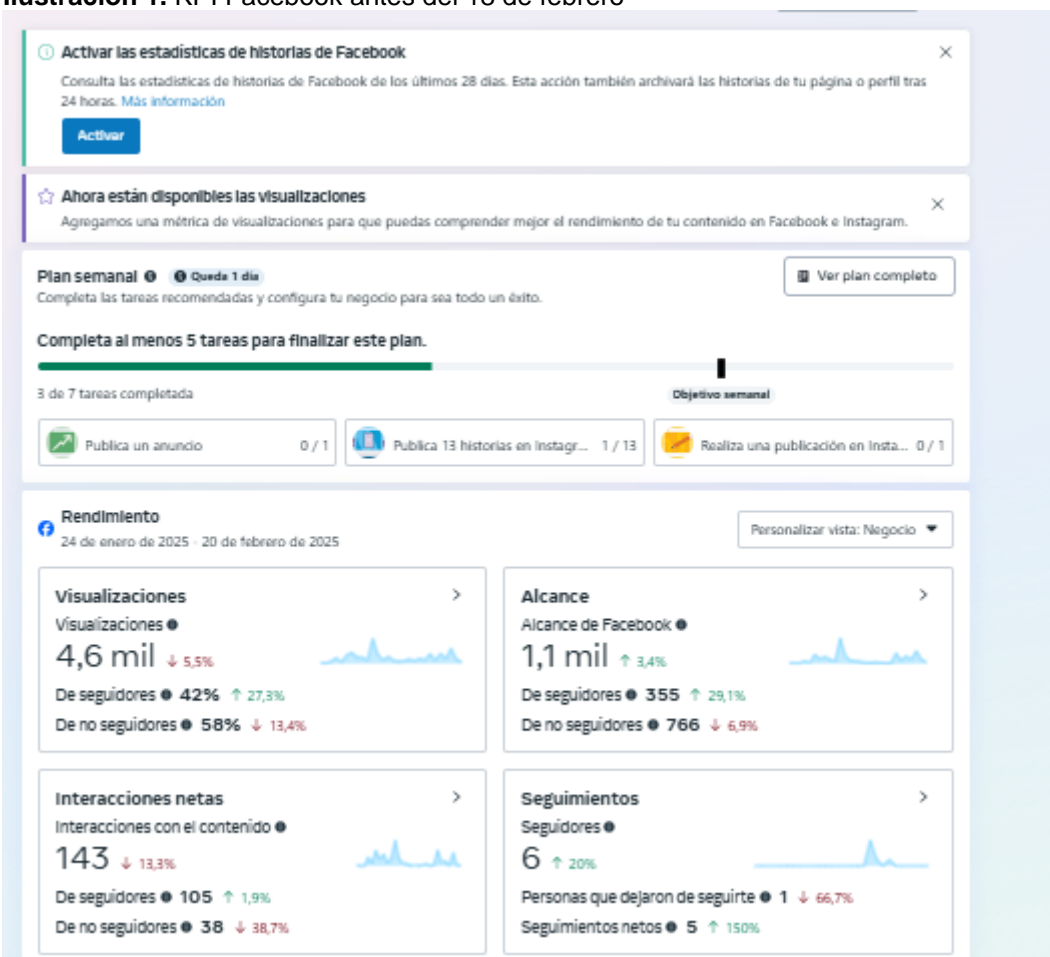 Ilustración 1. KPI Facebook antes del 18 de febrero
Activar las estadísticas de historias de Facebook
Consulta las estadísticas de historias de Facebook de los últimos 28 días. Esta acción también archivará las historias de tu página o perfil tras
24 horas. Más información
Activar
Ahora están disponibles las visualizaciones
Agregamos una métrica de visualizaciones para que puedas comprender mejor el rendimiento de tu contenido en Facebook e Instagram.
Plan semanal Queda 1 día Ver plan completo
Completa las tareas recomendadas y configura tu negocio para sea todo un éxito.
Completa al menos 5 tareas para finalizar este plan.
3 de 7 tareas completada Objetivo semanal
Publica un anuncio 0 / 1 Publica 13 historias en Instagr... 1 / 13 Realiza una publicación en Insta... 0 / 1
Rendimiento
24 de enero de 2025 - 20 de febrero de 2025
Personalizar vista: Negocio
Visualizaciones
Visualizaciones
4,6 mil ↓ 5,5%
De seguidores 42% ↑ 27,3%
De no seguidores 58% ↓ 13,4%
Alcance
Alcance de Facebook
1,1 mil ↑ 3,4%
De seguidores 355 ↑ 29,1%
De no seguidores 766 ↓ 6,9%
Interacciones netas
Interacciones con el contenido
143 ↓ 13,3%
De seguidores 105 ↑ 1,9%
De no seguidores 38 ↓ 38,7%
Seguimientos
Seguidores
6 ↑ 20%
Personas que dejaron de seguirte 1 ↓ 66,7%
Seguimientos netos 5 ↑ 150%